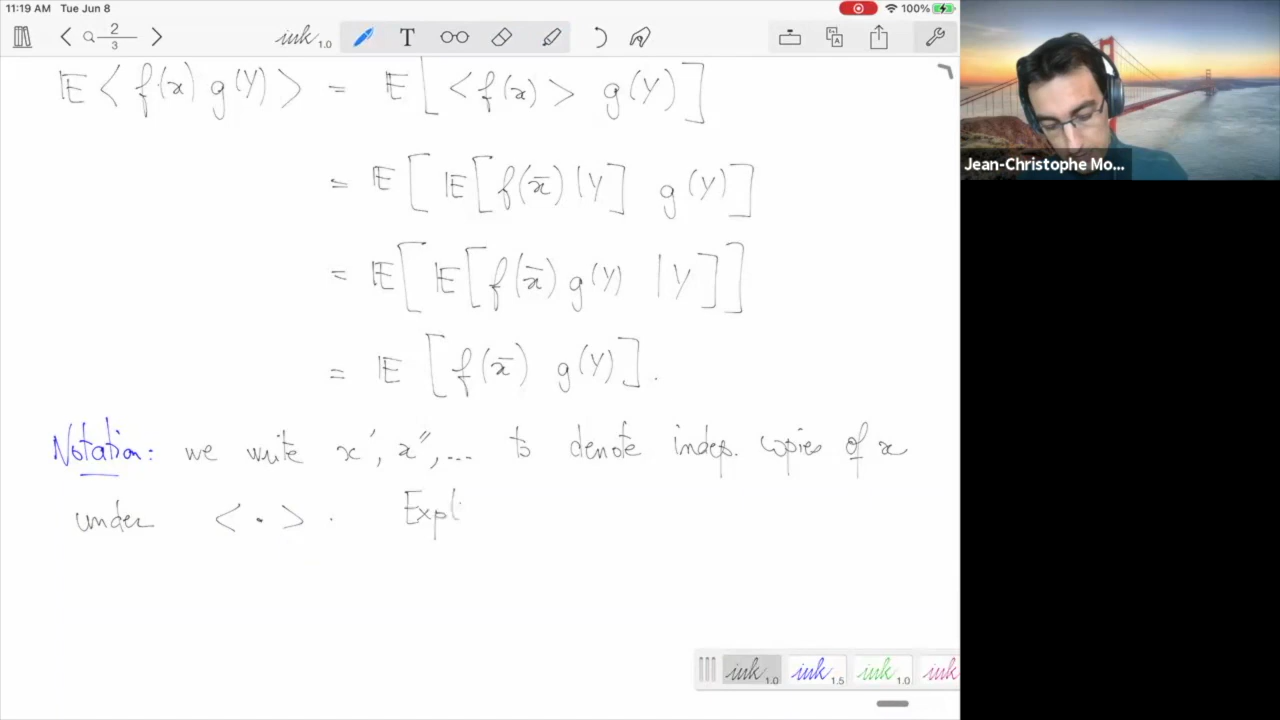 11:19 AM Tue Jun 8
100%
2
3
ink 1.0
T
𝔼 < f(x) g(Y) > = 𝔼 [ < f(x) > g(Y) ]
= 𝔼 [ 𝔼 [ f(x̄) | Y ] g(Y) ]
= 𝔼 [ 𝔼 [ f(x̄) g(Y) | Y ] ]
= 𝔼 [ f(x̄) g(Y) ] .
Notation: we write x', x'', ... to denote indep. copies of x
under < · > . Expl
ink 1.0 ink 1.5 ink 1.0 ink
Jean-Christophe Mo...